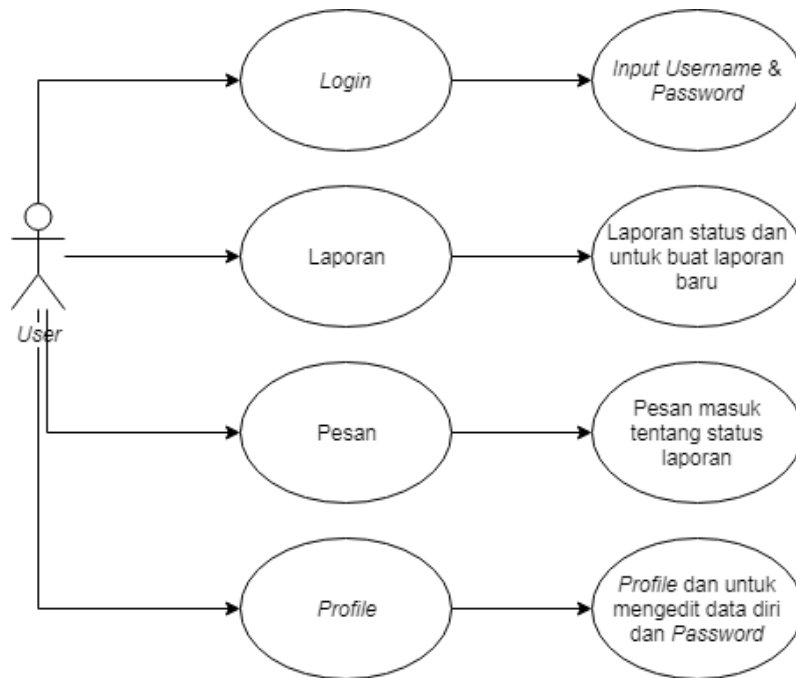 Login
Input Username &
Password
Laporan
Laporan status dan
untuk buat laporan
baru
User
Pesan
Pesan masuk
tentang status
laporan
Profile
Profile dan untuk
mengedit data diri
dan Password